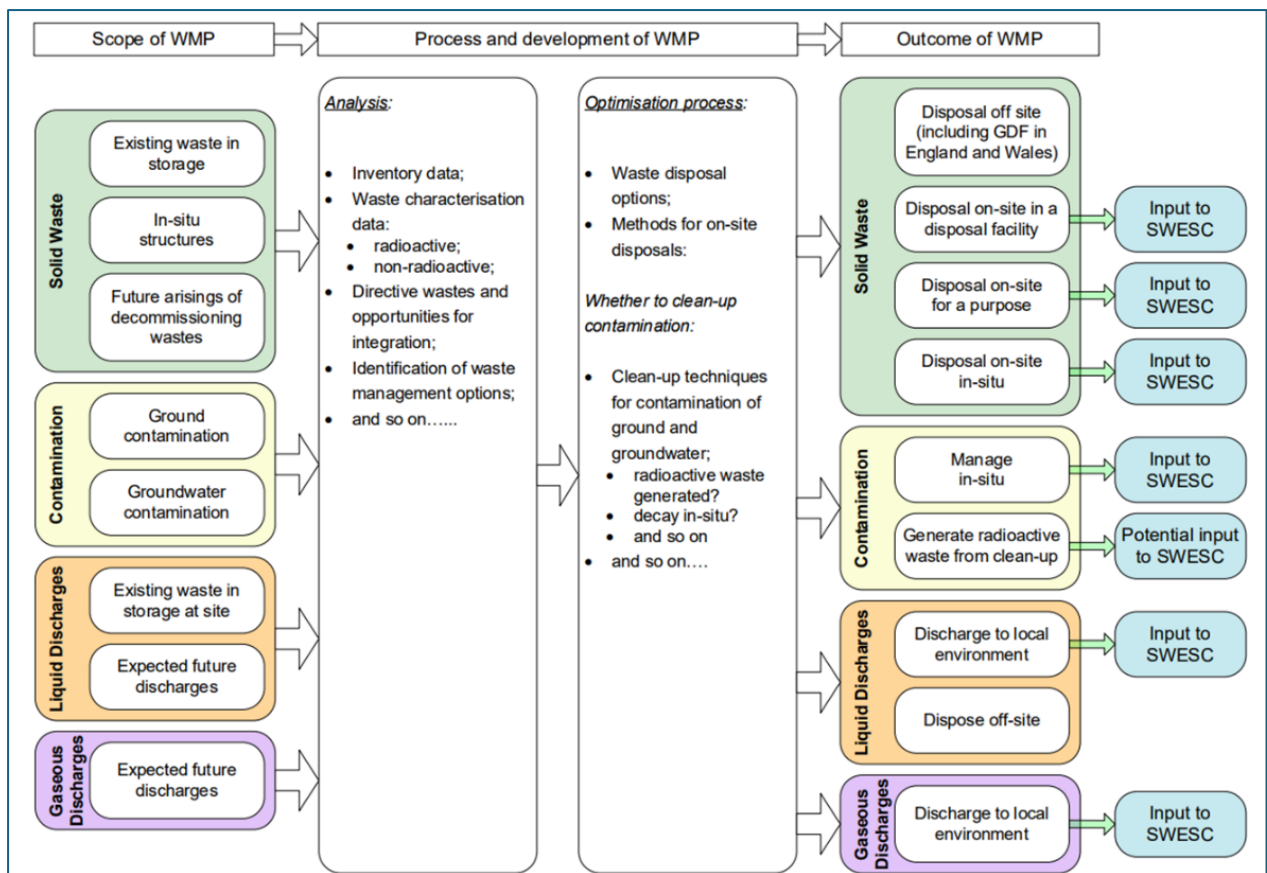 Scope of WMP
Process and development of WMP
Outcome of WMP
Solid Waste
Existing waste in
storage
In-situ
structures
Future arisings of
decommissioning
wastes
Contamination
Ground
contamination
Groundwater
contamination
Liquid Discharges
Existing waste in
storage at site
Expected future
discharges
Gaseous
Discharges
Expected future
discharges
Analysis:
• Inventory data;
• Waste characterisation
data:
• radioactive;
• non-radioactive;
• Directive wastes and
opportunities for
integration;
• Identification of waste
management options;
• and so on…...
Optimisation process:
• Waste disposal
options;
• Methods for on-site
disposals:
Whether to clean-up
contamination:
• Clean-up techniques
for contamination of
ground and
groundwater;
• radioactive waste
generated?
• decay in-situ?
• and so on
• and so on….
Solid Waste
Disposal off site
(including GDF in
England and Wales)
Disposal on-site in a
disposal facility
Input to
SWESC
Disposal on-site
for a purpose
Input to
SWESC
Disposal on-site
in-situ
Input to
SWESC
Contamination
Manage
in-situ
Input to
SWESC
Generate radioactive
waste from clean-up
Potential input
to SWESC
Liquid Discharges
Discharge to local
environment
Input to
SWESC
Dispose off-site
Gaseous
Discharges
Discharge to local
environment
Input to
SWESC